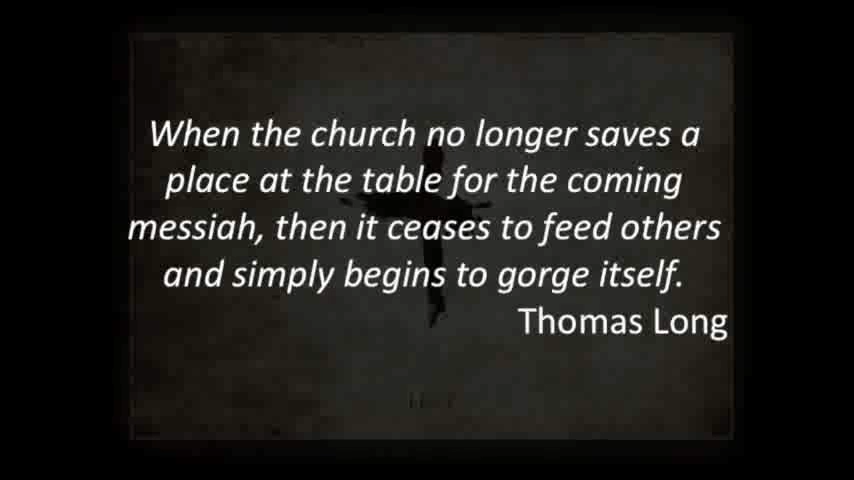 When the church no longer saves a
place at the table for the coming
messiah, then it ceases to feed others
and simply begins to gorge itself.
Thomas Long